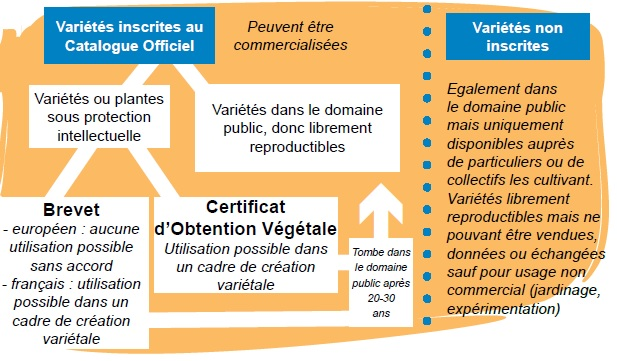 Variétés inscrites au
Catalogue Officiel
Peuvent être
commercialisées
Variétés ou plantes
sous protection
intellectuelle
Variétés dans le domaine
public, donc librement
reproductibles
Brevet
- européen : aucune
utilisation possible
sans accord
- français : utilisation
possible dans un
cadre de création
variétale
Certificat
d'Obtention Végétale
Utilisation possible dans
un cadre de création
variétale
Tombe dans
le domaine
public après
20-30
ans
Variétés non
inscrites
Egalement dans
le domaine public
mais uniquement
disponibles auprès
de particuliers ou de
collectifs les cultivant.
Variétés librement
reproductibles mais ne
pouvant être vendues,
données ou échangées
sauf pour usage non
commercial (jardinage,
expérimentation)